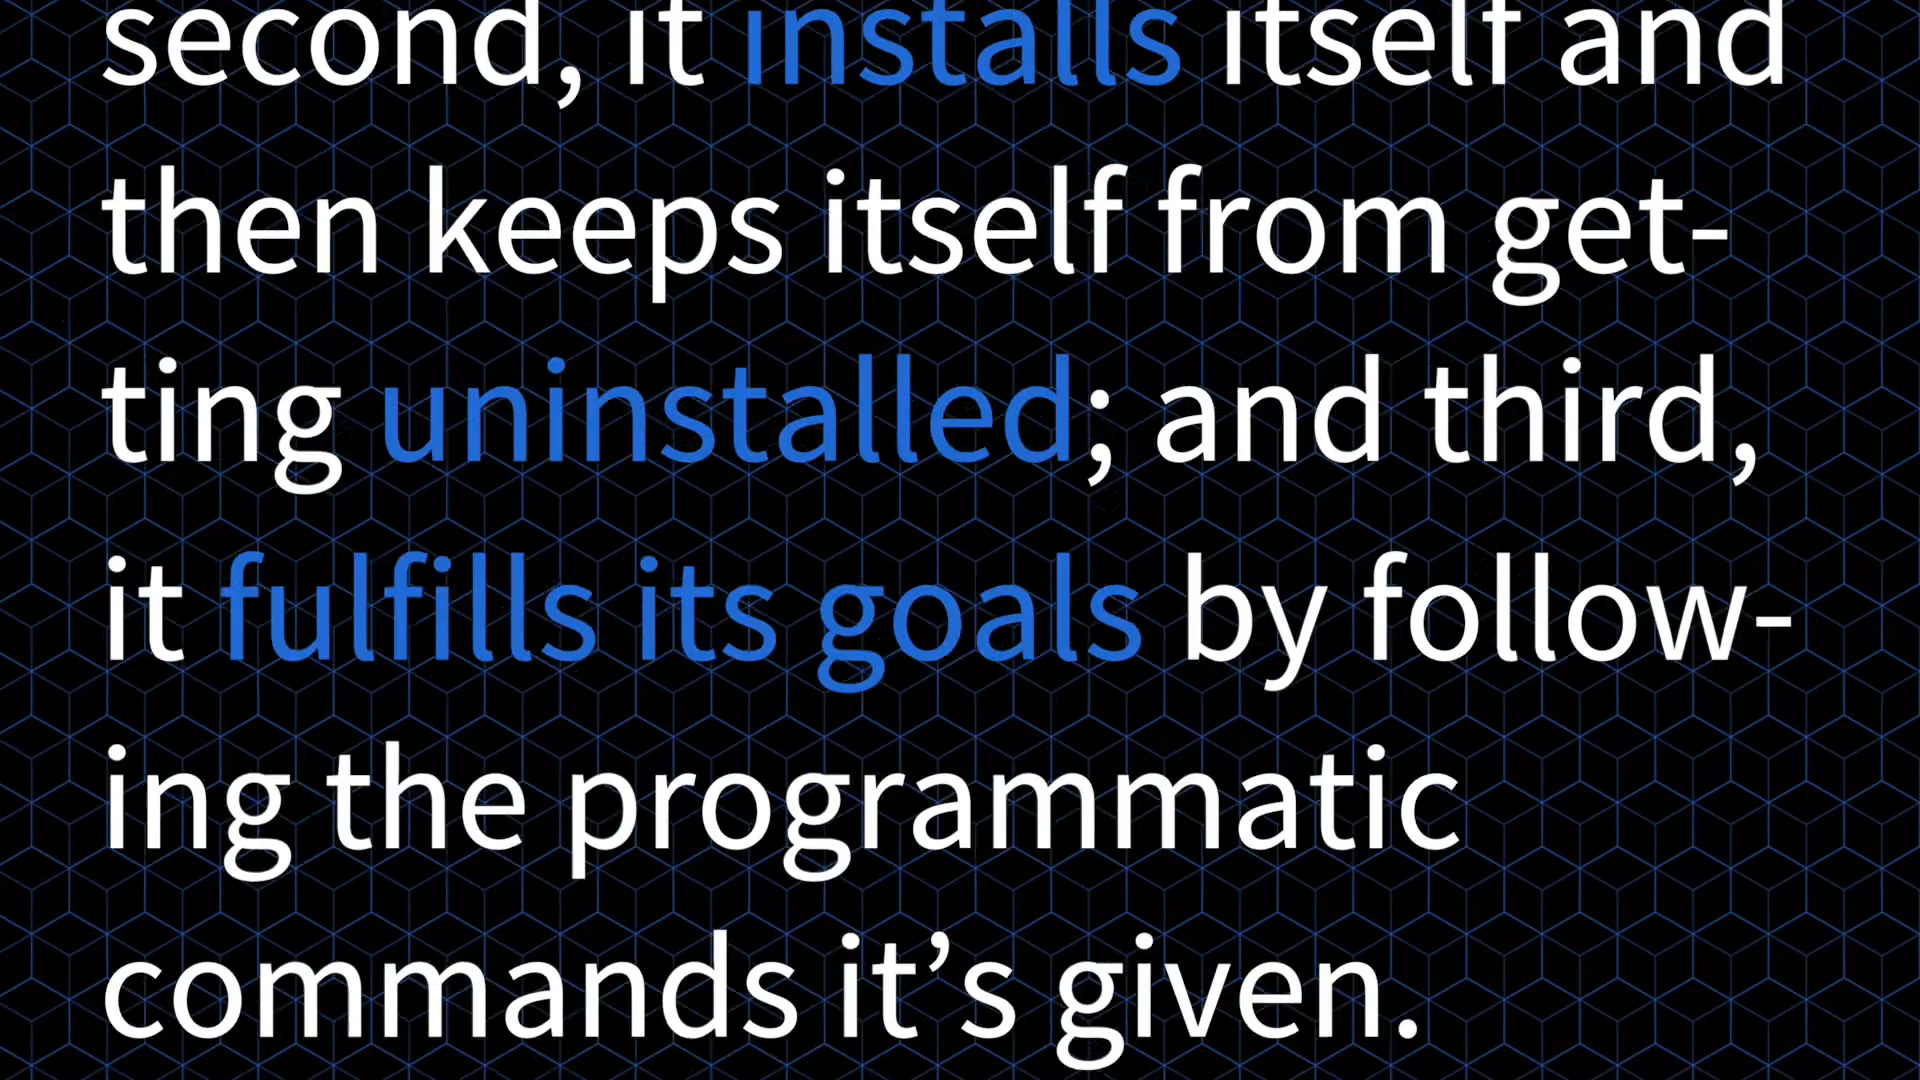 second, it installs itself and
then keeps itself from get-
ting uninstalled; and third,
it fulfills its goals by follow-
ing the programmatic
commands it’s given.